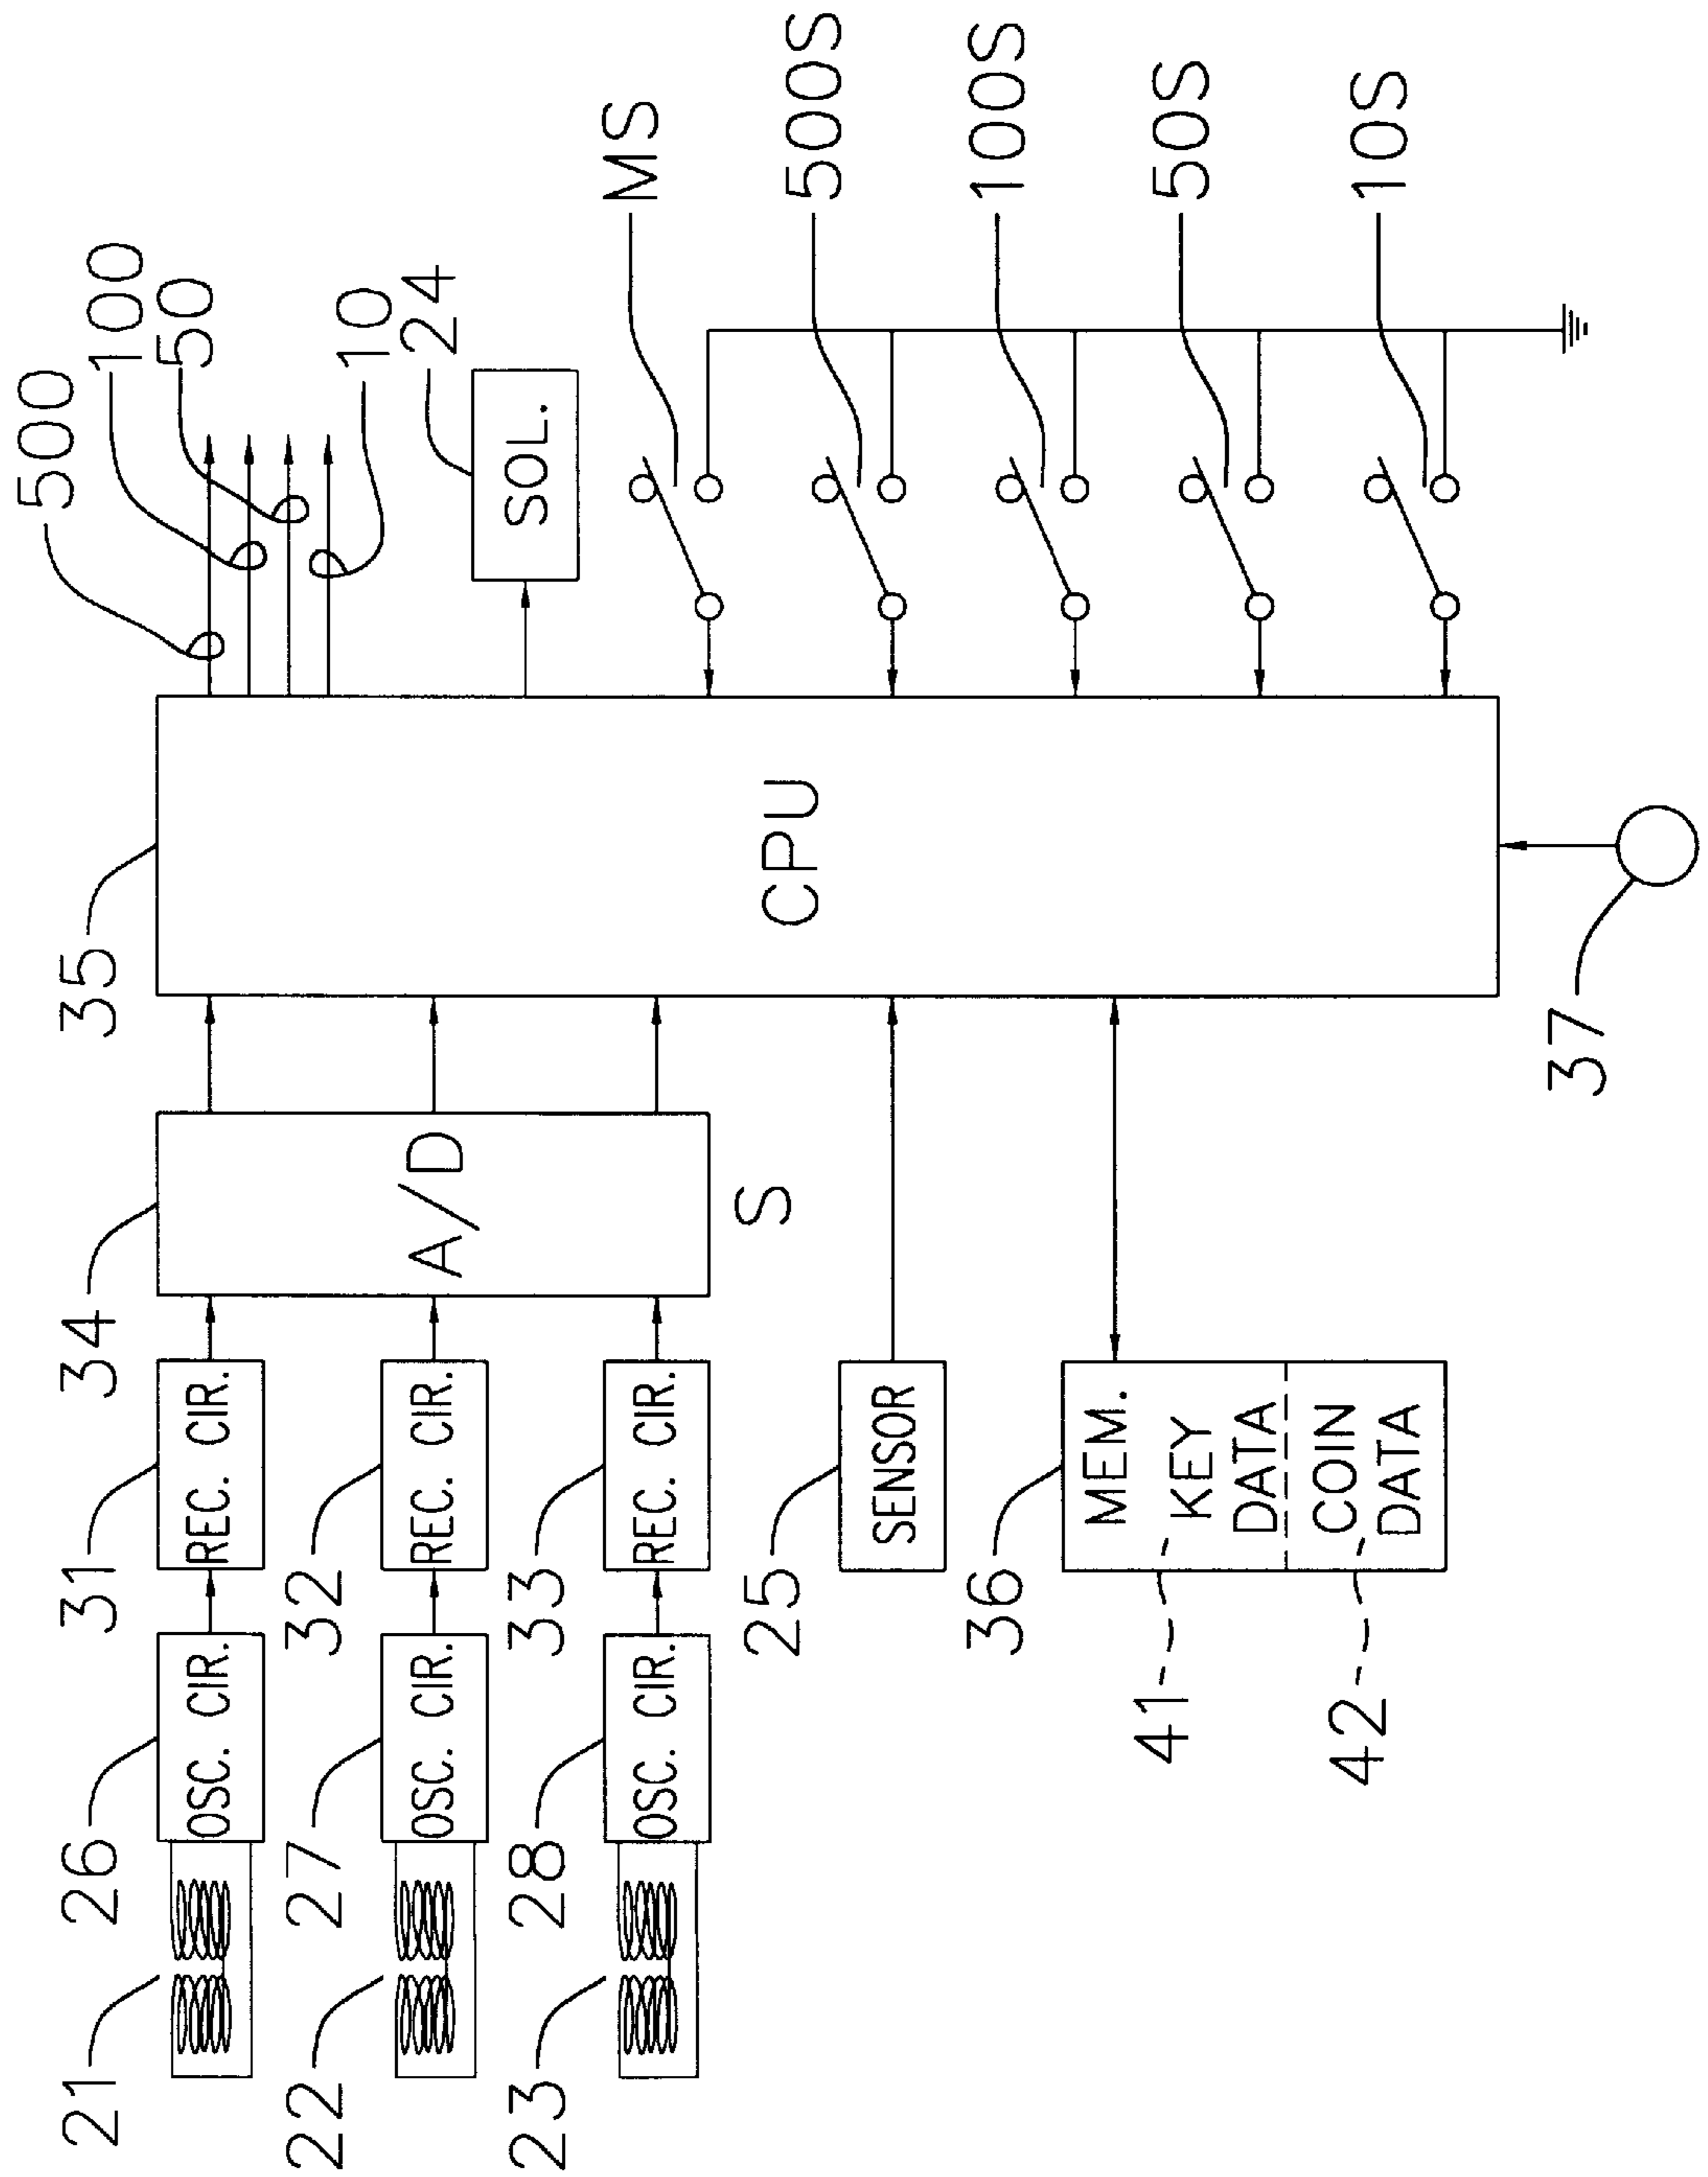 21
26
31
34
35
500
100
50
10
24
OSC. CIR.
REC. CIR.
A/D
CPU
SOL.
22
27
32
OSC. CIR.
REC. CIR.
23
28
33
OSC. CIR.
REC. CIR.
S
MS
25
SENSOR
500S
36
MEM.
100S
41
KEY
DATA
50S
42
COIN
DATA
10S
37